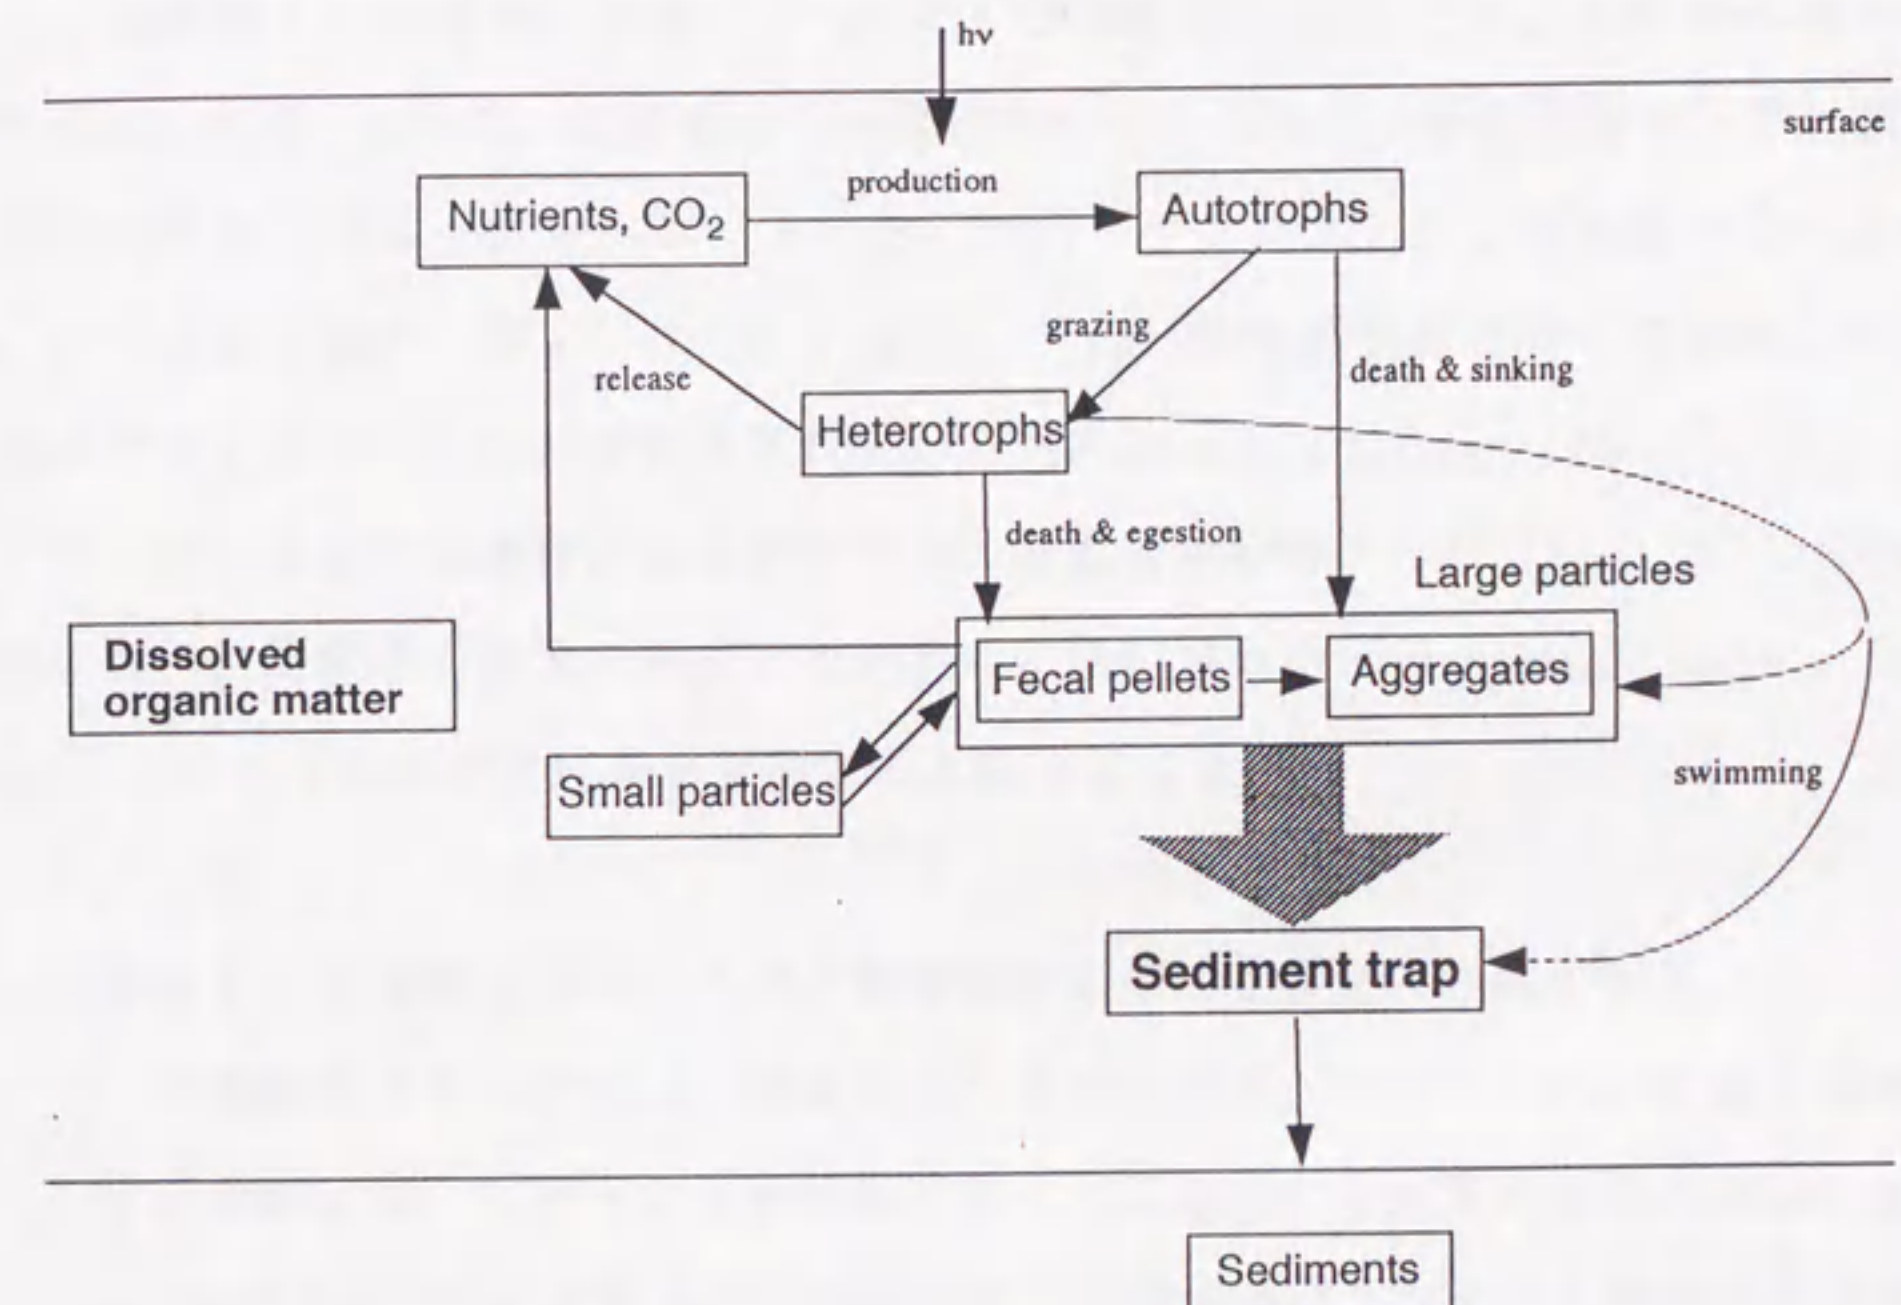 hν
surface
production
Nutrients, CO₂
Autotrophs
grazing
release
death & sinking
Heterotrophs
death & egestion
Large particles
Dissolved
organic matter
Fecal pellets
Aggregates
Small particles
swimming
Sediment trap
Sediments